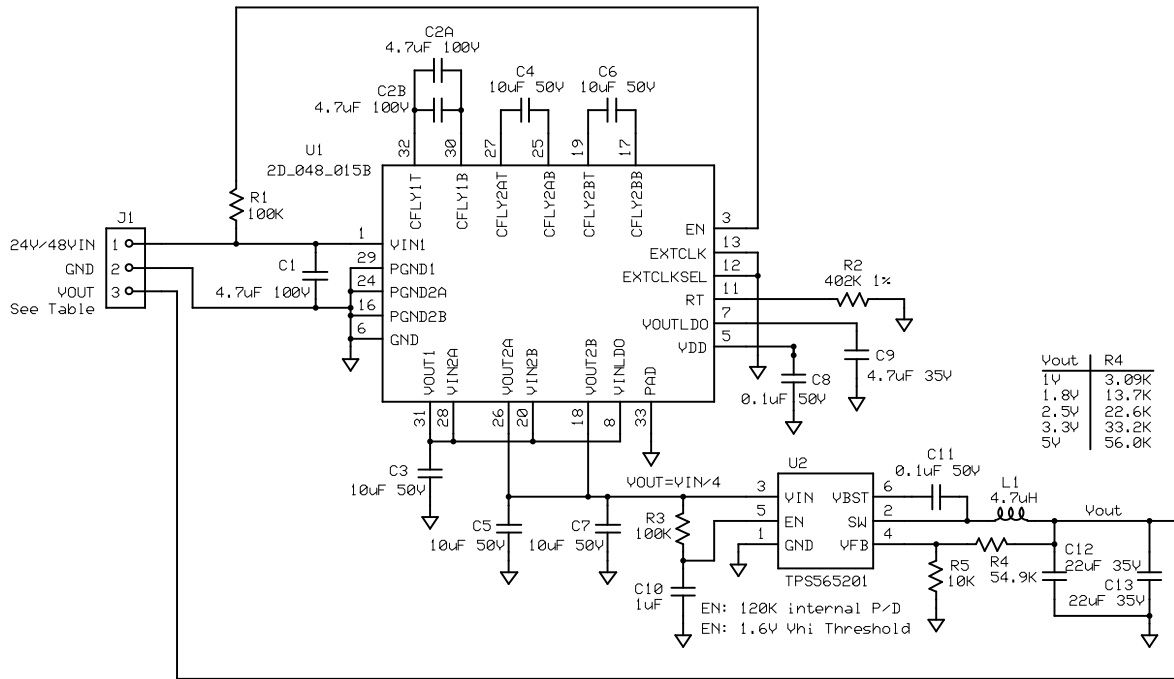 C2A
4.7uF 100V
C2B
4.7uF 100V
C4
10uF 50V
C6
10uF 50V
32
30
27
25
19
17
U1
2D_048_015B
CFLY1T
CFLY1B
CFLY2AT
CFLY2AB
CFLY2BT
CFLY2BB
R1
100K
J1
24V/48VIN
1
GND
2
VOUT
3
See Table
C1
4.7uF 100V
1
VIN1
29
PGND1
24
PGND2A
16
PGND2B
6
GND
EN
3
EXTCLK
13
EXTCLKSEL
12
RT
11
VOUTLDO
7
VDD
5
R2
402K 1%
C9
4.7uF 35V
C8
0.1uF 50V
VOUT1
VIN2A
VOUT2A
VIN2B
VOUT2B
VINLDO
PAD
31
28
26
20
18
8
33
Vout R4
1V 3.09K
1.8V 13.7K
2.5V 22.6K
3.3V 33.2K
5V 56.0K
C3
10uF 50V
C5
10uF 50V
C7
10uF 50V
VOUT=VIN/4
R3
100K
C10
1uF
U2
3
VIN
5
EN
1
GND
VBST
6
SW
2
VFB
4
TPS565201
C11
0.1uF 50V
L1
4.7uH
Vout
R4
54.9K
R5
10K
C12
22uF 35V
C13
22uF 35V
EN: 120K internal P/D
EN: 1.6V Vhi Threshold